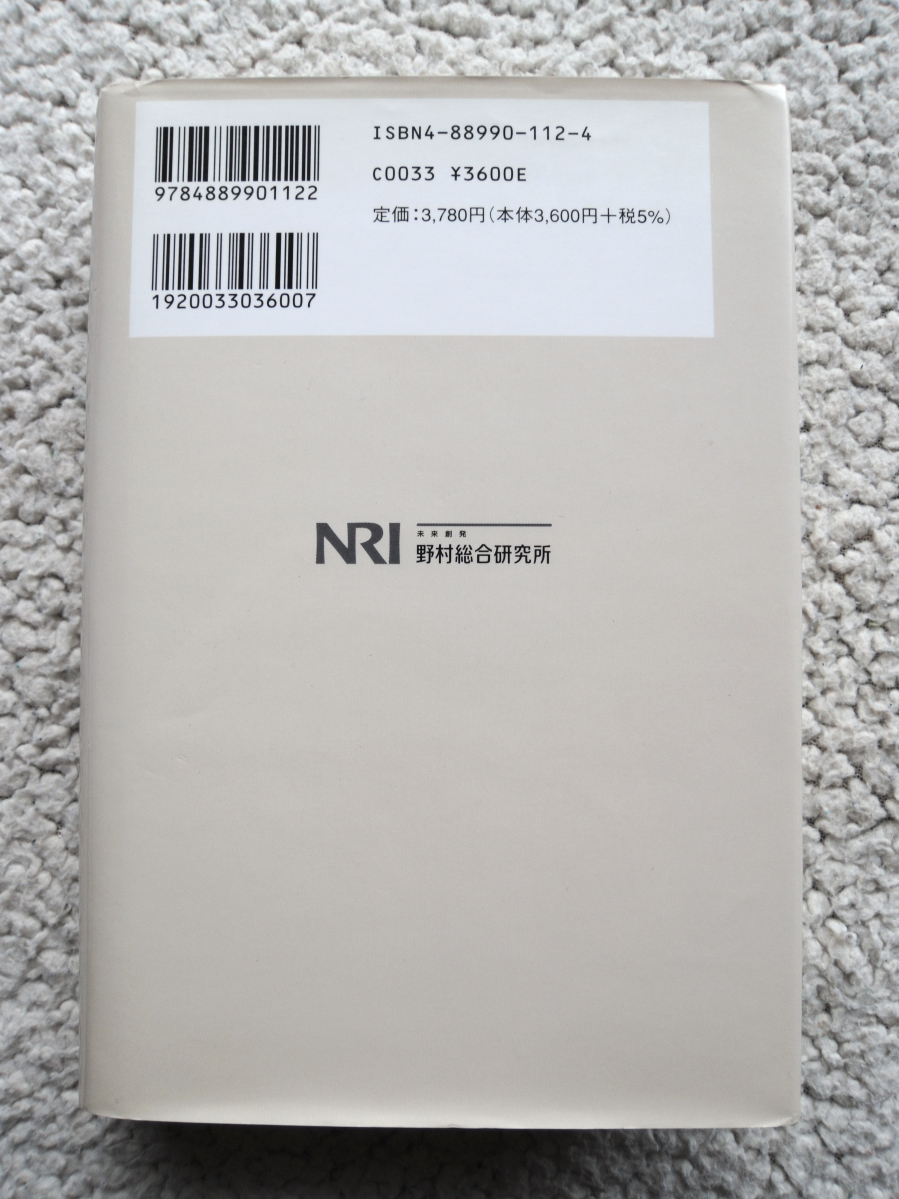 ISBN4-88990-112-4
9784889901122
C0033 ¥3600E
定価：3,780円（本体3,600円＋税5%）
1920033036007
NRI
未来創発
野村総合研究所